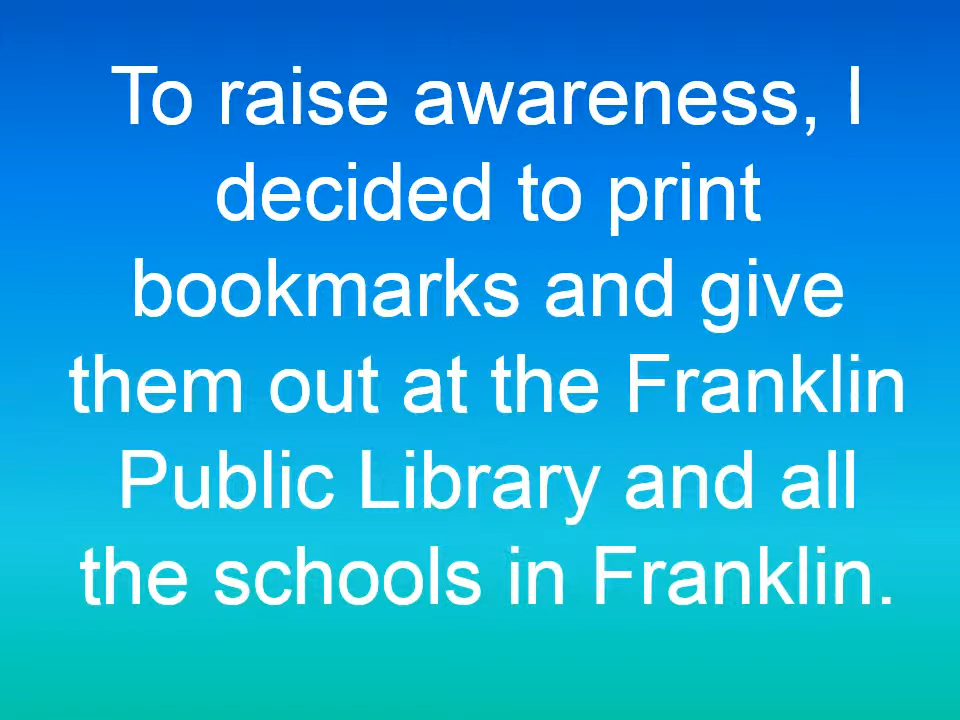 To raise awareness, I
decided to print
bookmarks and give
them out at the Franklin
Public Library and all
the schools in Franklin.